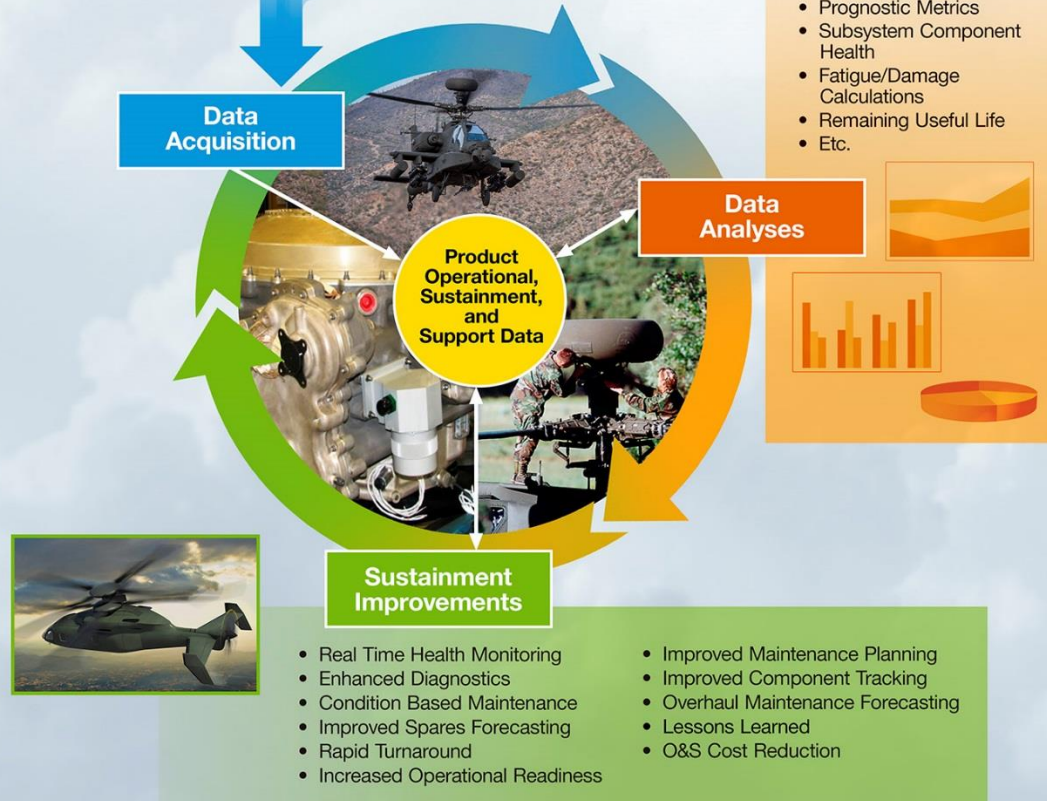 • Prognostic Metrics
• Subsystem Component
Health
• Fatigue/Damage
Calculations
• Remaining Useful Life
• Etc.
Data
Acquisition
Data
Analyses
Product
Operational,
Sustainment,
and
Support Data
Sustainment
Improvements
• Real Time Health Monitoring
• Enhanced Diagnostics
• Condition Based Maintenance
• Improved Spares Forecasting
• Rapid Turnaround
• Increased Operational Readiness
• Improved Maintenance Planning
• Improved Component Tracking
• Overhaul Maintenance Forecasting
• Lessons Learned
• O&S Cost Reduction